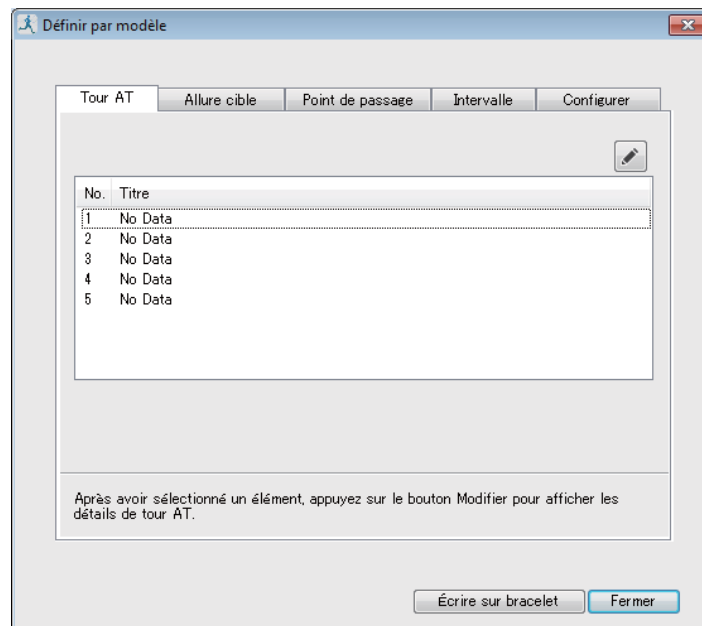 Définir par modèle
Tour AT Allure cible Point de passage Intervalle Configurer
No. Titre
1 No Data
2 No Data
3 No Data
4 No Data
5 No Data
Après avoir sélectionné un élément, appuyez sur le bouton Modifier pour afficher les
détails de tour AT.
Écrire sur bracelet Fermer